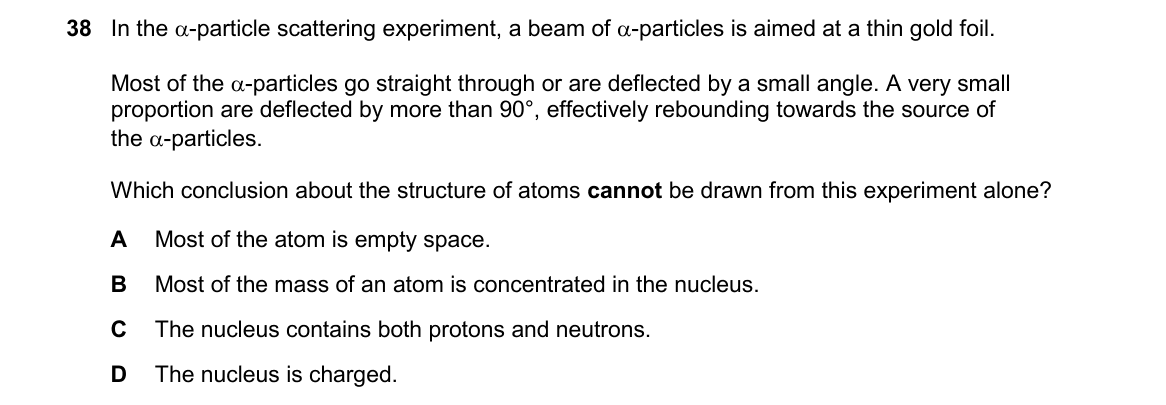 38 In the α-particle scattering experiment, a beam of α-particles is aimed at a thin gold foil.
Most of the α-particles go straight through or are deflected by a small angle. A very small
proportion are deflected by more than 90°, effectively rebounding towards the source of
the α-particles.
Which conclusion about the structure of atoms cannot be drawn from this experiment alone?
A Most of the atom is empty space.
B Most of the mass of an atom is concentrated in the nucleus.
C The nucleus contains both protons and neutrons.
D The nucleus is charged.